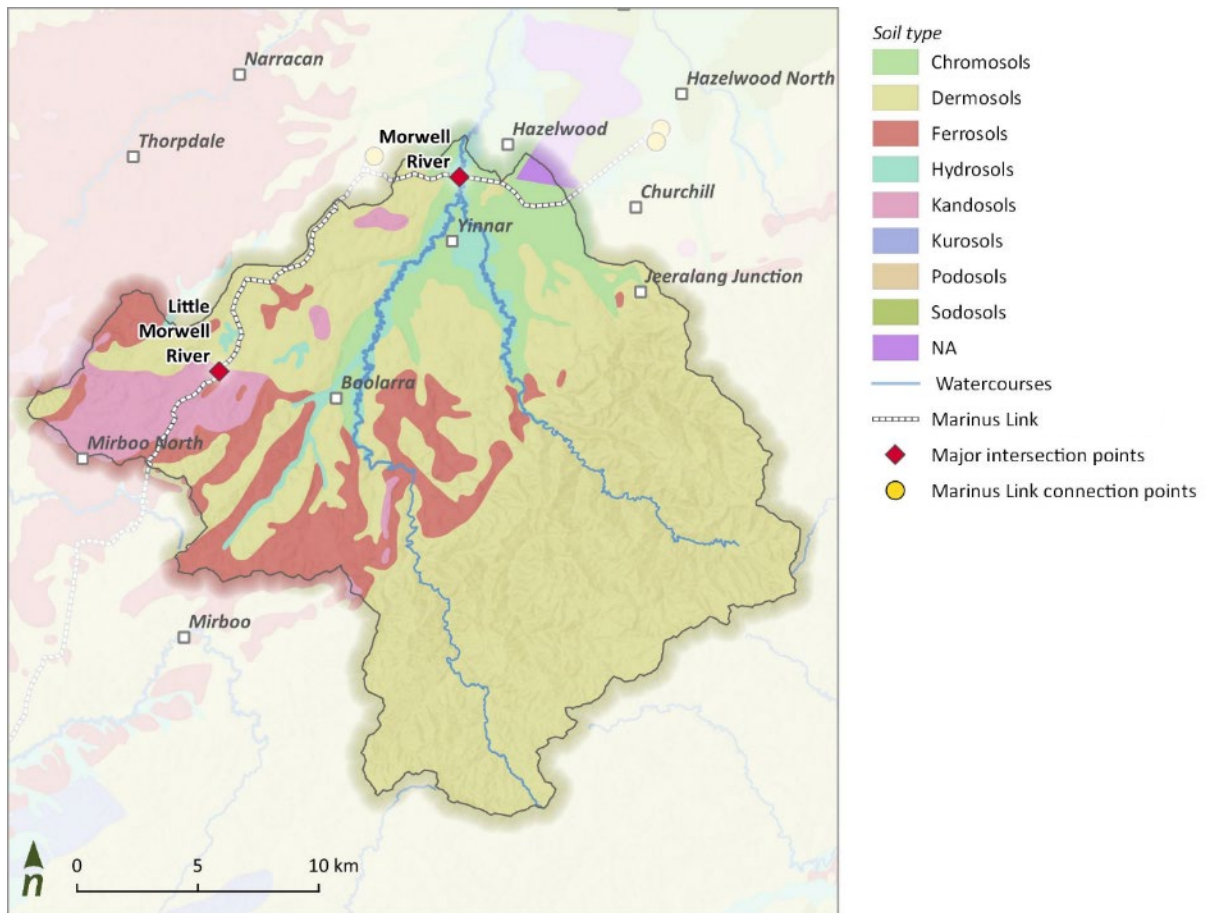 Narracan
Hazelwood North
Thorpdale
Morwell
River
Hazelwood
Churchill
Yinnar
Jeeralang Junction
Little
Morwell
River
Boolarra
Mirboo North
Mirboo
n
0 5 10 km
Soil type
Chromosols
Dermosols
Ferrosols
Hydrosols
Kandosols
Kurosols
Podosols
Sodosols
NA
Watercourses
Marinus Link
Major intersection points
Marinus Link connection points